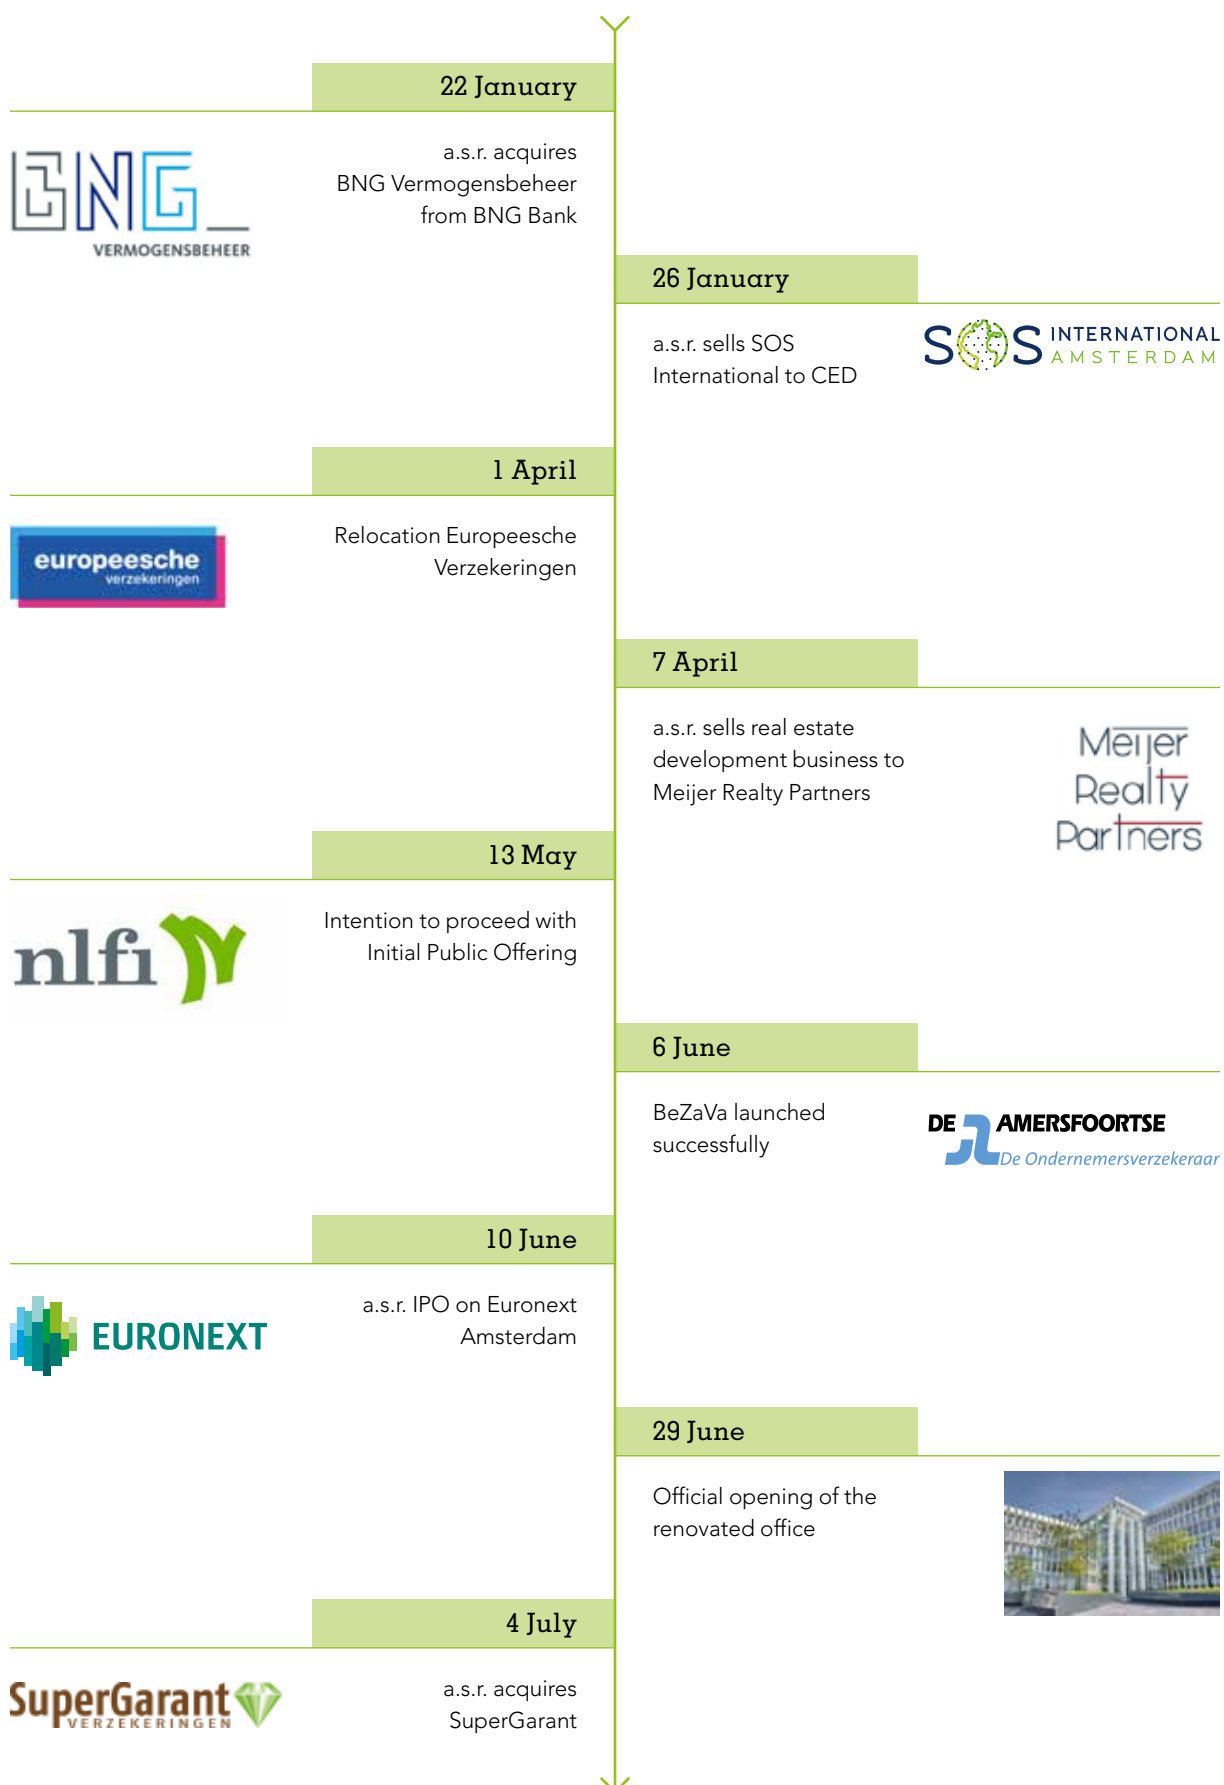 22 January
BNG
VERMOGENSBEHEER
a.s.r. acquires
BNG Vermogensbeheer
from BNG Bank
26 January
a.s.r. sells SOS
International to CED
SOS INTERNATIONAL
AMSTERDAM
1 April
europeesche
verzekeringen
Relocation Europeesche
Verzekeringen
7 April
a.s.r. sells real estate
development business to
Meijer Realty Partners
Meijer
Realty
Partners
13 May
nlfi
Intention to proceed with
Initial Public Offering
6 June
BeZaVa launched
successfully
DE AMERSFOORTSE
De Ondernemersverzekeraar
10 June
EURONEXT
a.s.r. IPO on Euronext
Amsterdam
29 June
Official opening of the
renovated office
4 July
SuperGarant
VERZEKERINGEN
a.s.r. acquires
SuperGarant